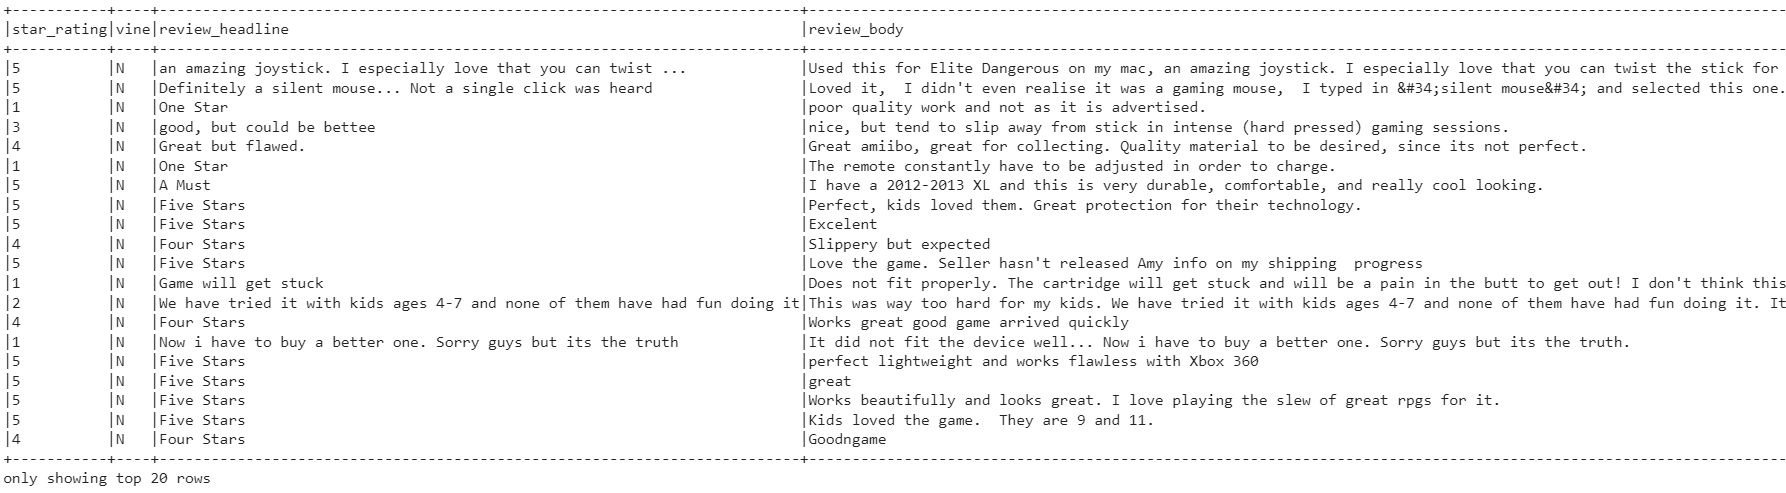 +-----------+----+--------------------------------------------------------------------------+------------------------------------------------------------------------------------------------------------------
|star_rating|vine|review_headline                                                           |review_body
+-----------+----+--------------------------------------------------------------------------+------------------------------------------------------------------------------------------------------------------
|5          |N   |an amazing joystick. I especially love that you can twist ...             |Used this for Elite Dangerous on my mac, an amazing joystick. I especially love that you can twist the stick for
|5          |N   |Definitely a silent mouse... Not a single click was heard                 |Loved it,  I didn't even realise it was a gaming mouse,  I typed in &#34;silent mouse&#34; and selected this one.
|1          |N   |One Star                                                                  |poor quality work and not as it is advertised.
|3          |N   |good, but could be bettee                                                 |nice, but tend to slip away from stick in intense (hard pressed) gaming sessions.
|4          |N   |Great but flawed.                                                         |Great amiibo, great for collecting. Quality material to be desired, since its not perfect.
|1          |N   |One Star                                                                  |The remote constantly have to be adjusted in order to charge.
|5          |N   |A Must                                                                    |I have a 2012-2013 XL and this is very durable, comfortable, and really cool looking.
|5          |N   |Five Stars                                                                |Perfect, kids loved them. Great protection for their technology.
|5          |N   |Five Stars                                                                |Excelent
|4          |N   |Four Stars                                                                |Slippery but expected
|5          |N   |Five Stars                                                                |Love the game. Seller hasn't released Amy info on my shipping  progress
|1          |N   |Game will get stuck                                                       |Does not fit properly. The cartridge will get stuck and will be a pain in the butt to get out! I don't think this
|2          |N   |We have tried it with kids ages 4-7 and none of them have had fun doing it|This was way too hard for my kids. We have tried it with kids ages 4-7 and none of them have had fun doing it. It
|4          |N   |Four Stars                                                                |Works great good game arrived quickly
|1          |N   |Now i have to buy a better one. Sorry guys but its the truth              |It did not fit the device well... Now i have to buy a better one. Sorry guys but its the truth.
|5          |N   |Five Stars                                                                |perfect lightweight and works flawless with Xbox 360
|5          |N   |Five Stars                                                                |great
|5          |N   |Five Stars                                                                |Works beautifully and looks great. I love playing the slew of great rpgs for it.
|5          |N   |Five Stars                                                                |Kids loved the game.  They are 9 and 11.
|4          |N   |Four Stars                                                                |Goodngame
+-----------+----+--------------------------------------------------------------------------+------------------------------------------------------------------------------------------------------------------
only showing top 20 rows